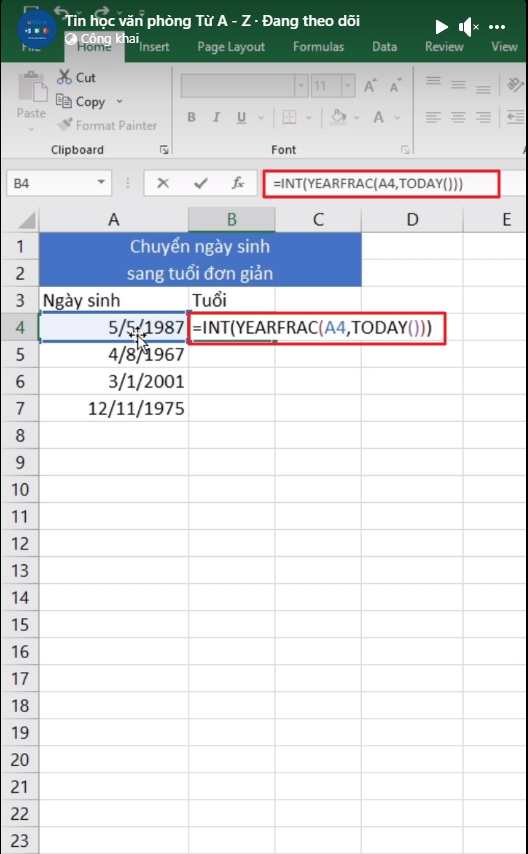 Tin học văn phòng Từ A - Z · Đang theo dõi
Công khai
File Home Insert Page Layout Formulas Data Review View
Cut
Copy
Format Painter
Paste
11 A A
B I U A
Clipboard Font
B4 fx =INT(YEARFRAC(A4,TODAY()))
A B C D E
1 Chuyển ngày sinh
2 sang tuổi đơn giản
3 Ngày sinh Tuổi
4 5/5/1987 =INT(YEARFRAC(A4,TODAY()))
5 4/8/1967
6 3/1/2001
7 12/11/1975
8
9
10
11
12
13
14
15
16
17
18
19
20
21
22
23